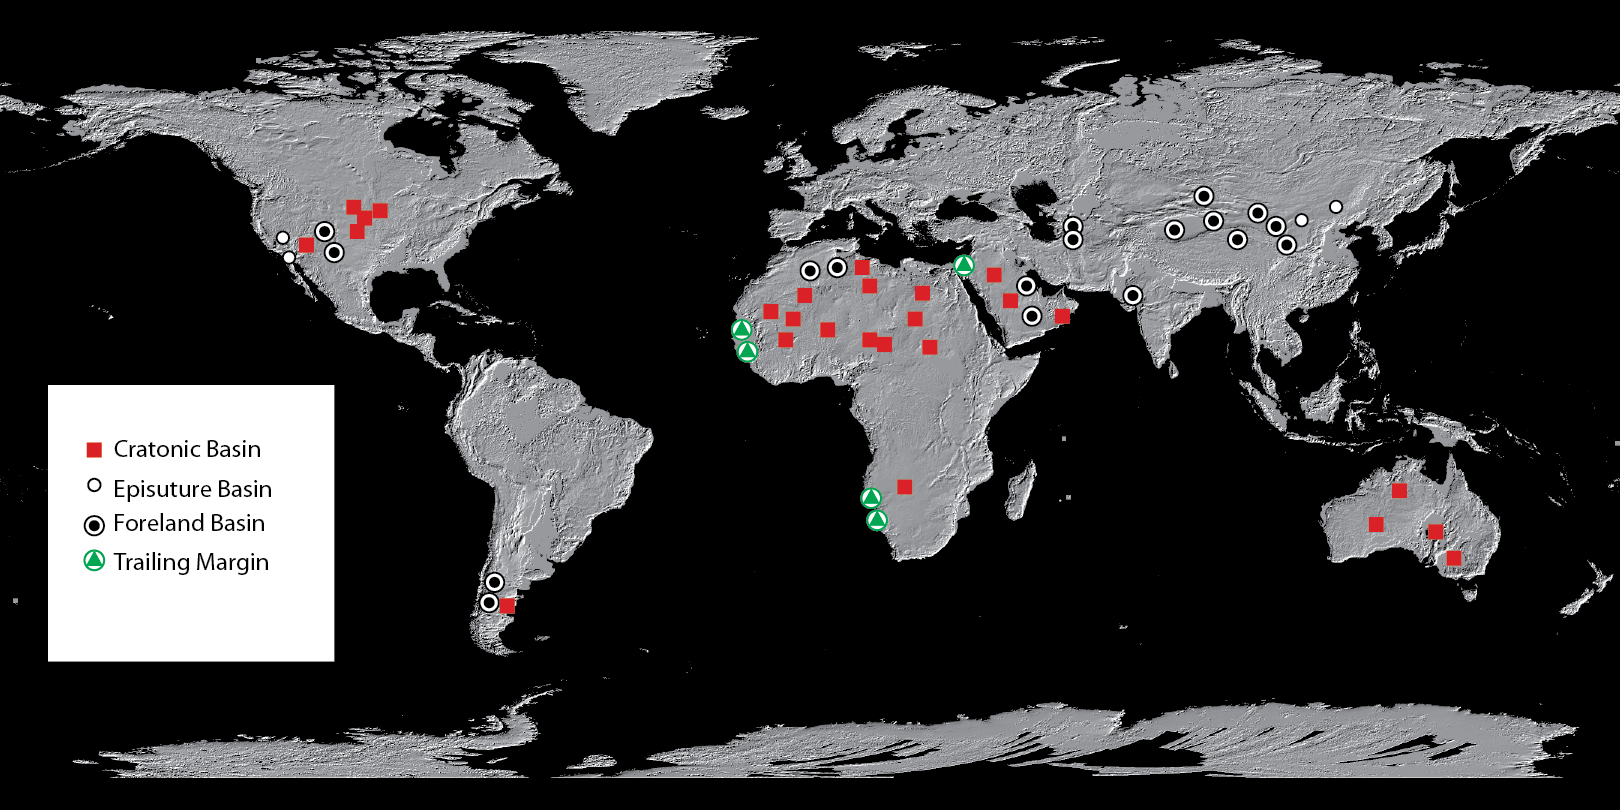 Cratonic Basin
Episuture Basin
Foreland Basin
Trailing Margin